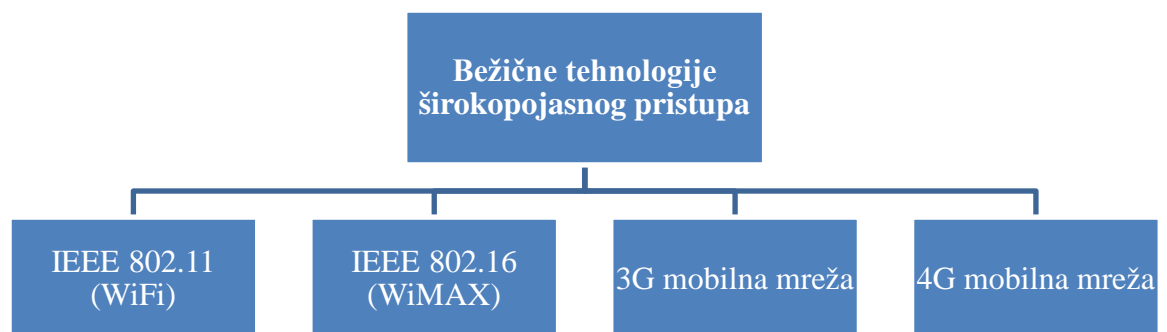 Bežične tehnologije
širokopojasnog pristupa
IEEE 802.11
(WiFi)
IEEE 802.16
(WiMAX)
3G mobilna mreža
4G mobilna mreža